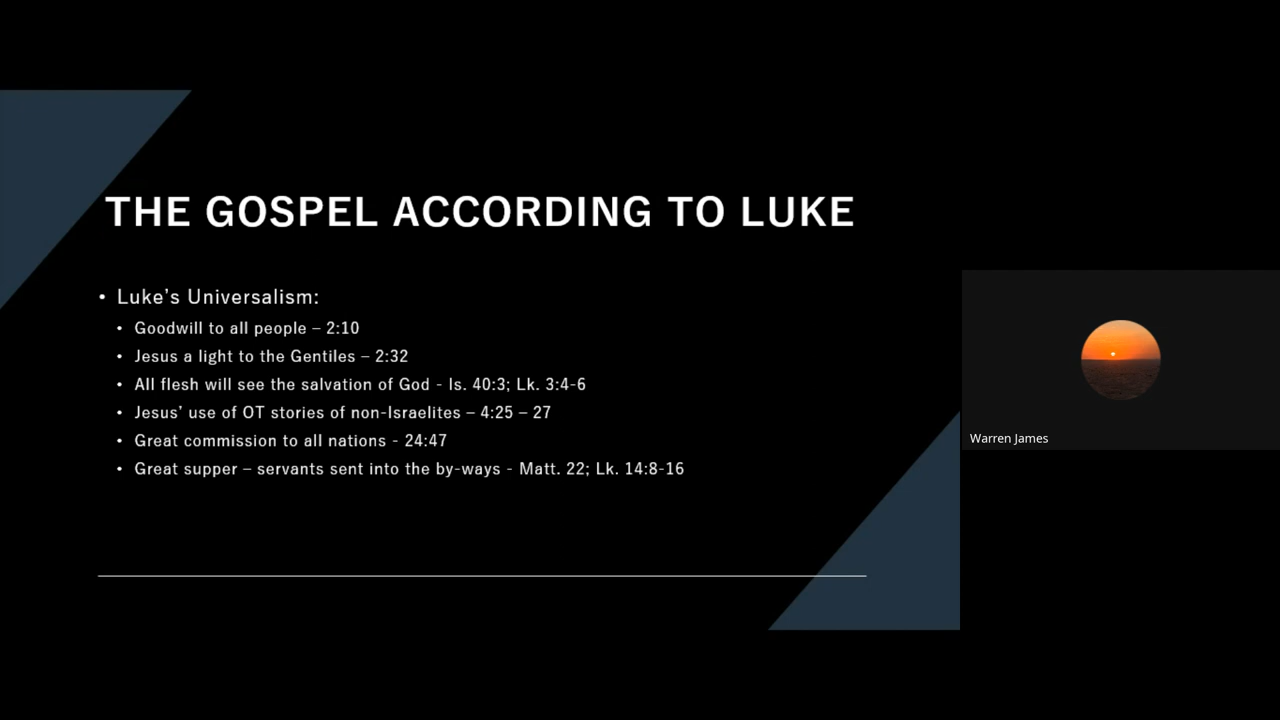 THE GOSPEL ACCORDING TO LUKE
• Luke’s Universalism:
• Goodwill to all people – 2:10
• Jesus a light to the Gentiles – 2:32
• All flesh will see the salvation of God - Is. 40:3; Lk. 3:4-6
• Jesus’ use of OT stories of non-Israelites – 4:25 – 27
• Great commission to all nations - 24:47
• Great supper – servants sent into the by-ways - Matt. 22; Lk. 14:8-16
Warren James